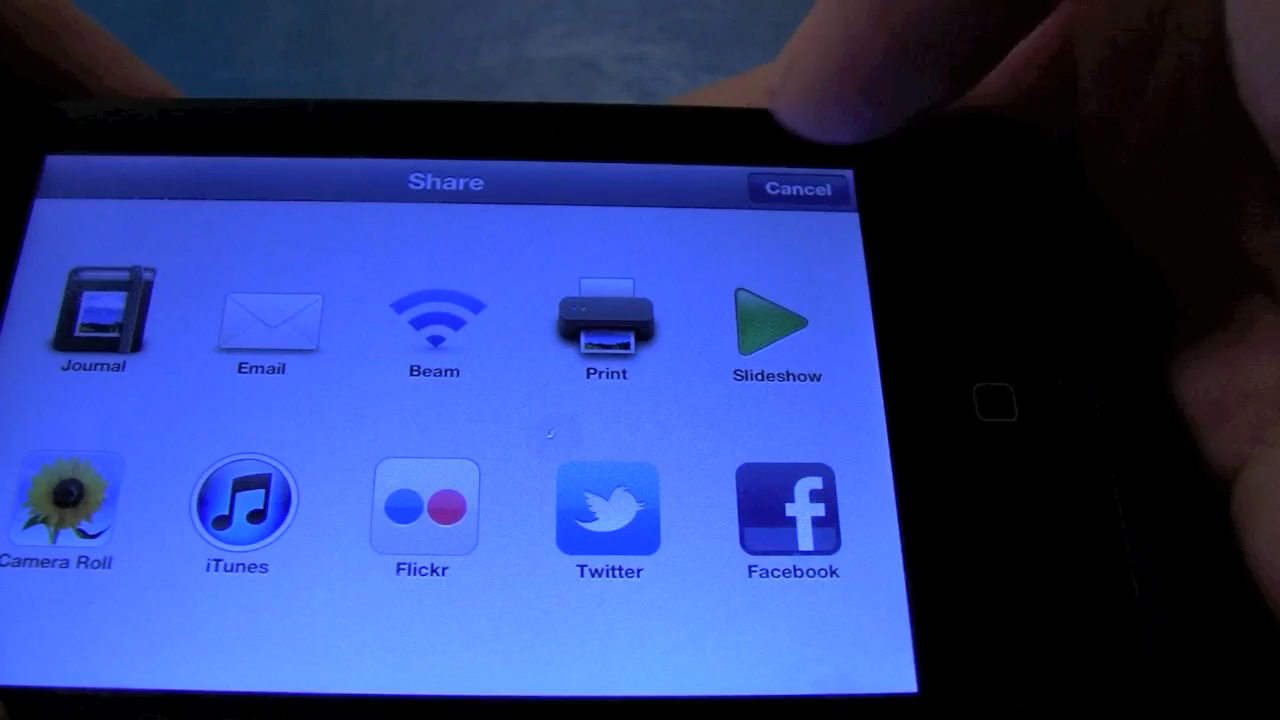 Share
Cancel
Journal
Email
Beam
Print
Slideshow
Camera Roll
iTunes
Flickr
Twitter
Facebook